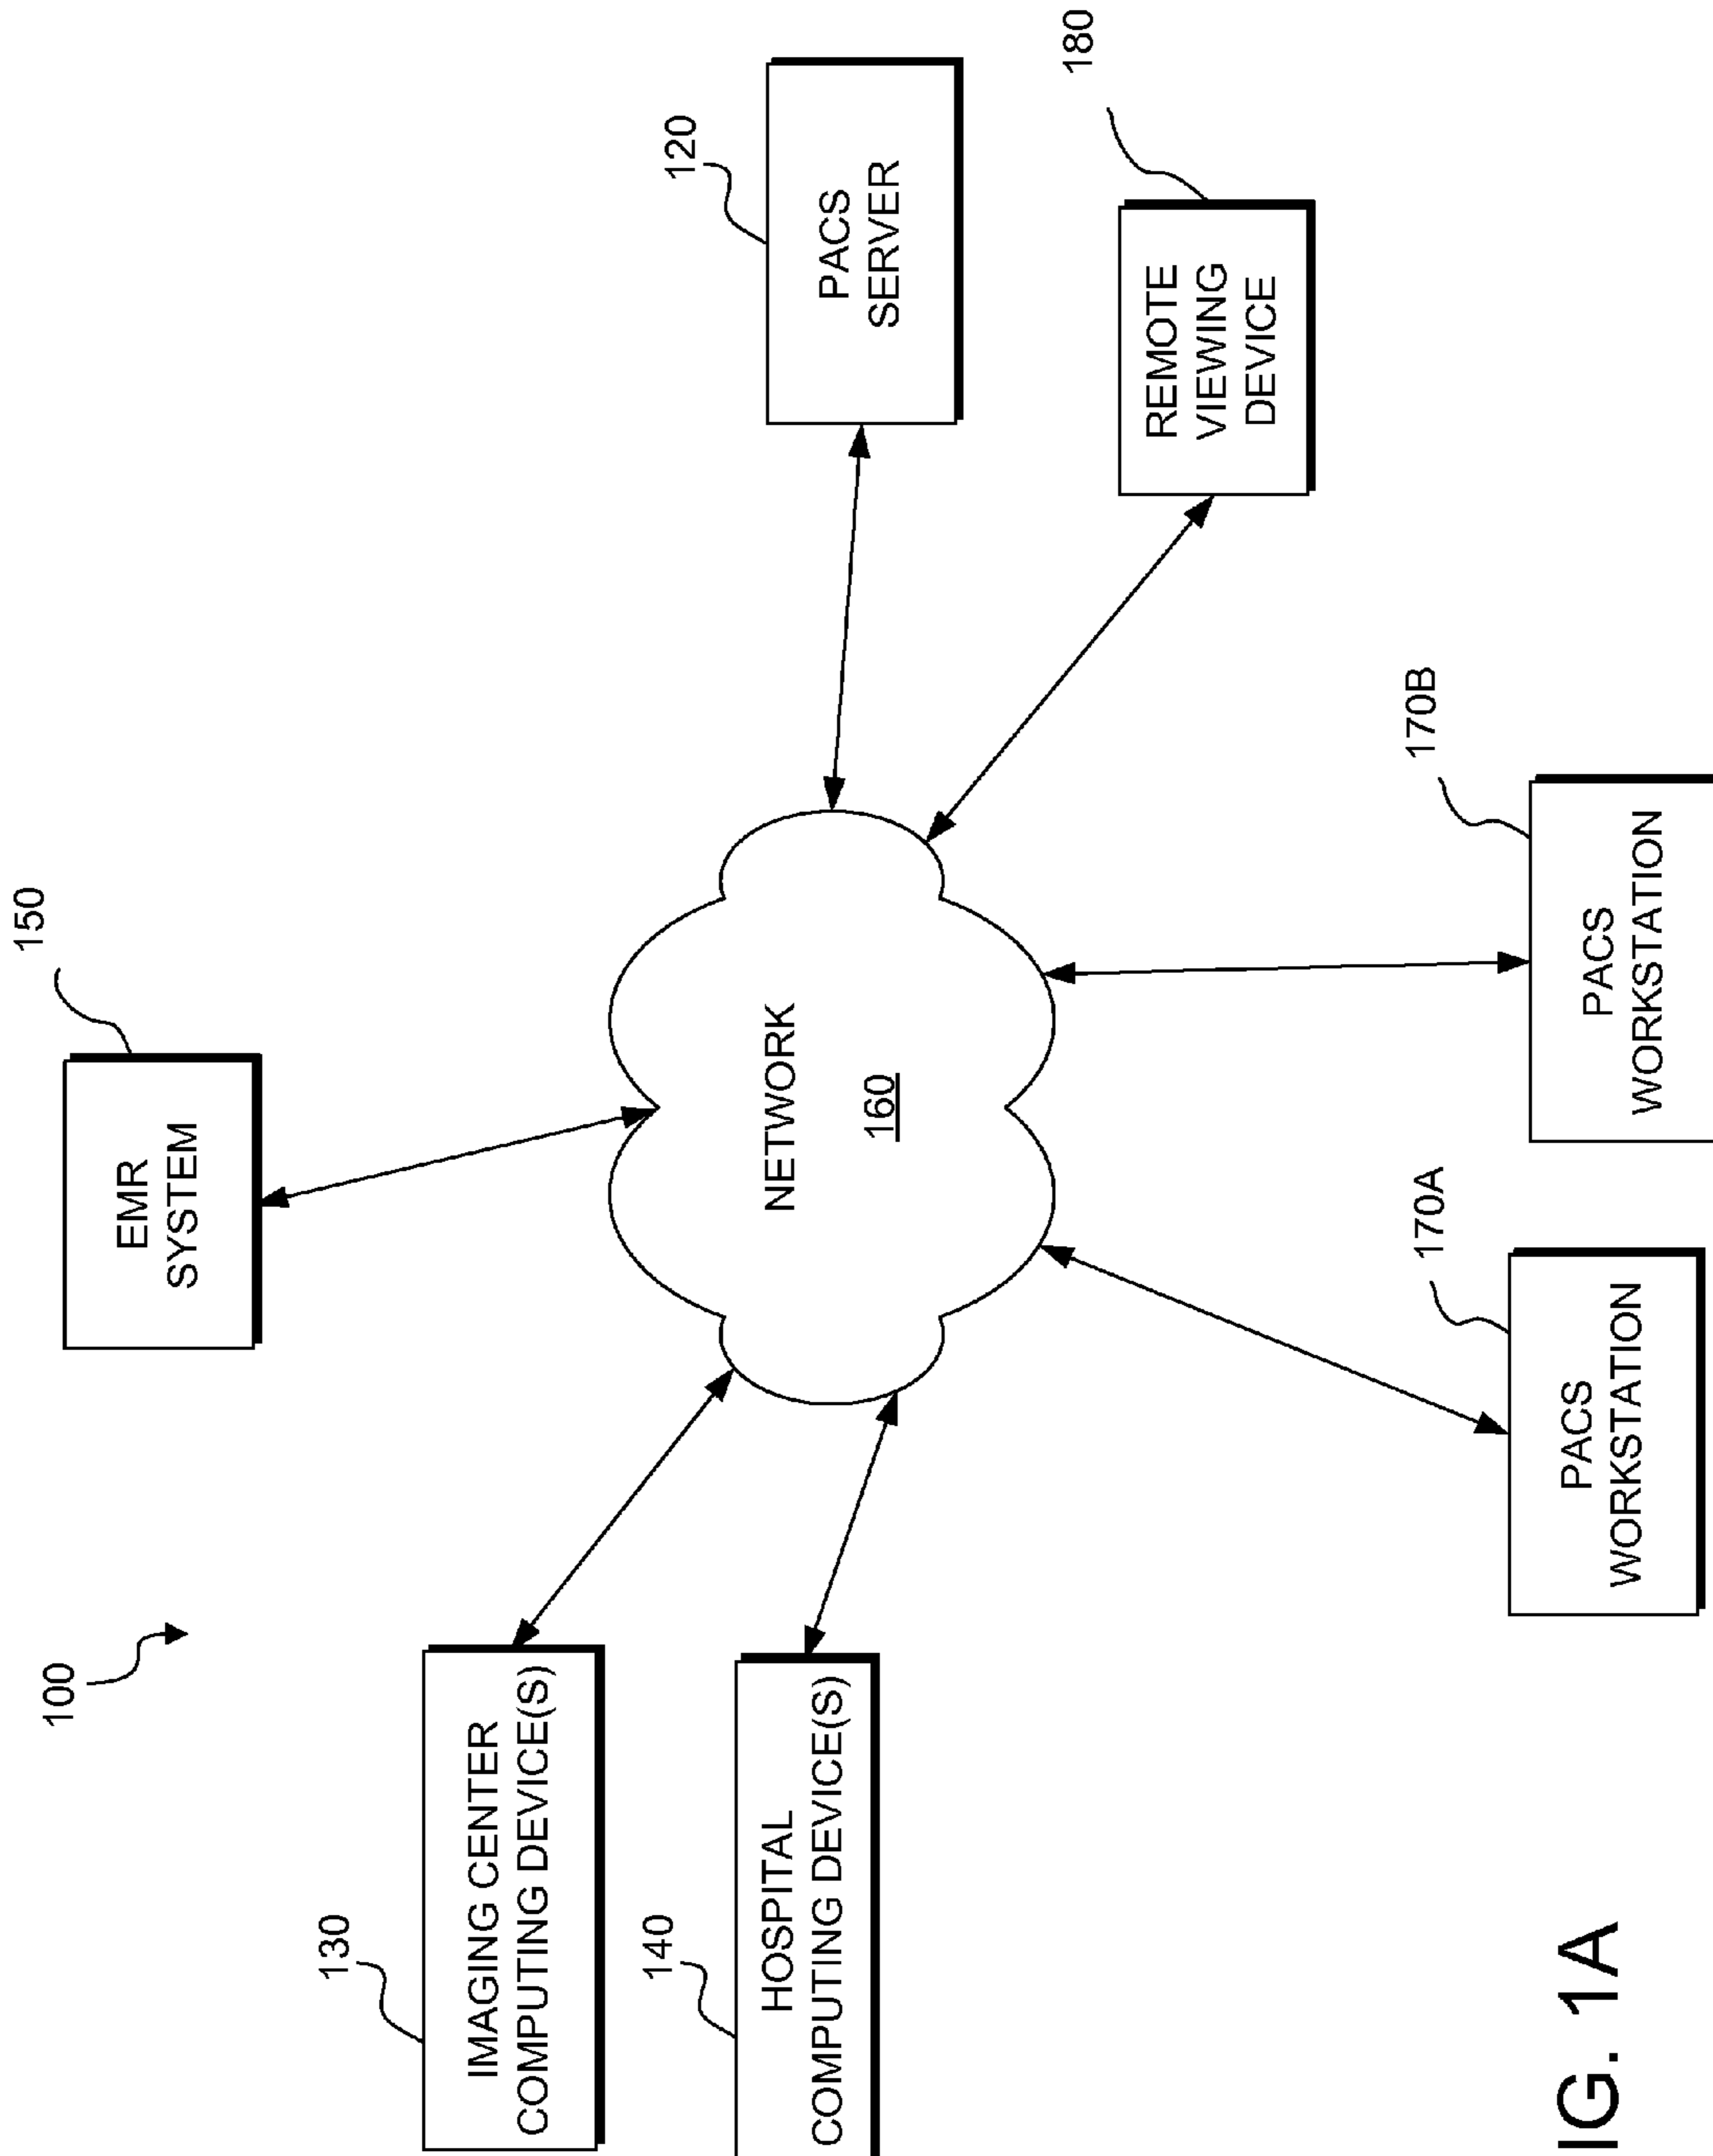 100
150
EMR
SYSTEM
130
IMAGING CENTER
COMPUTING DEVICE(S)
120
PACS
SERVER
140
HOSPITAL
COMPUTING DEVICE(S)
NETWORK
160
180
REMOTE
VIEWING
DEVICE
170A
PACS
WORKSTATION
170B
PACS
WORKSTATION
IG. 1A